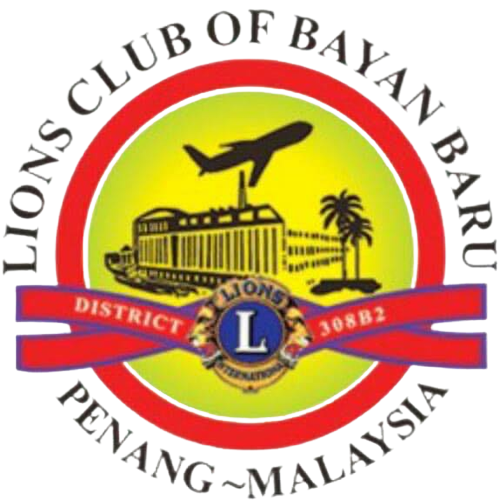 LIONS CLUB OF BAYAN BARU
DISTRICT 308B2
LIONS
L
INTERNATIONAL
PENANG ~MALAYSIA